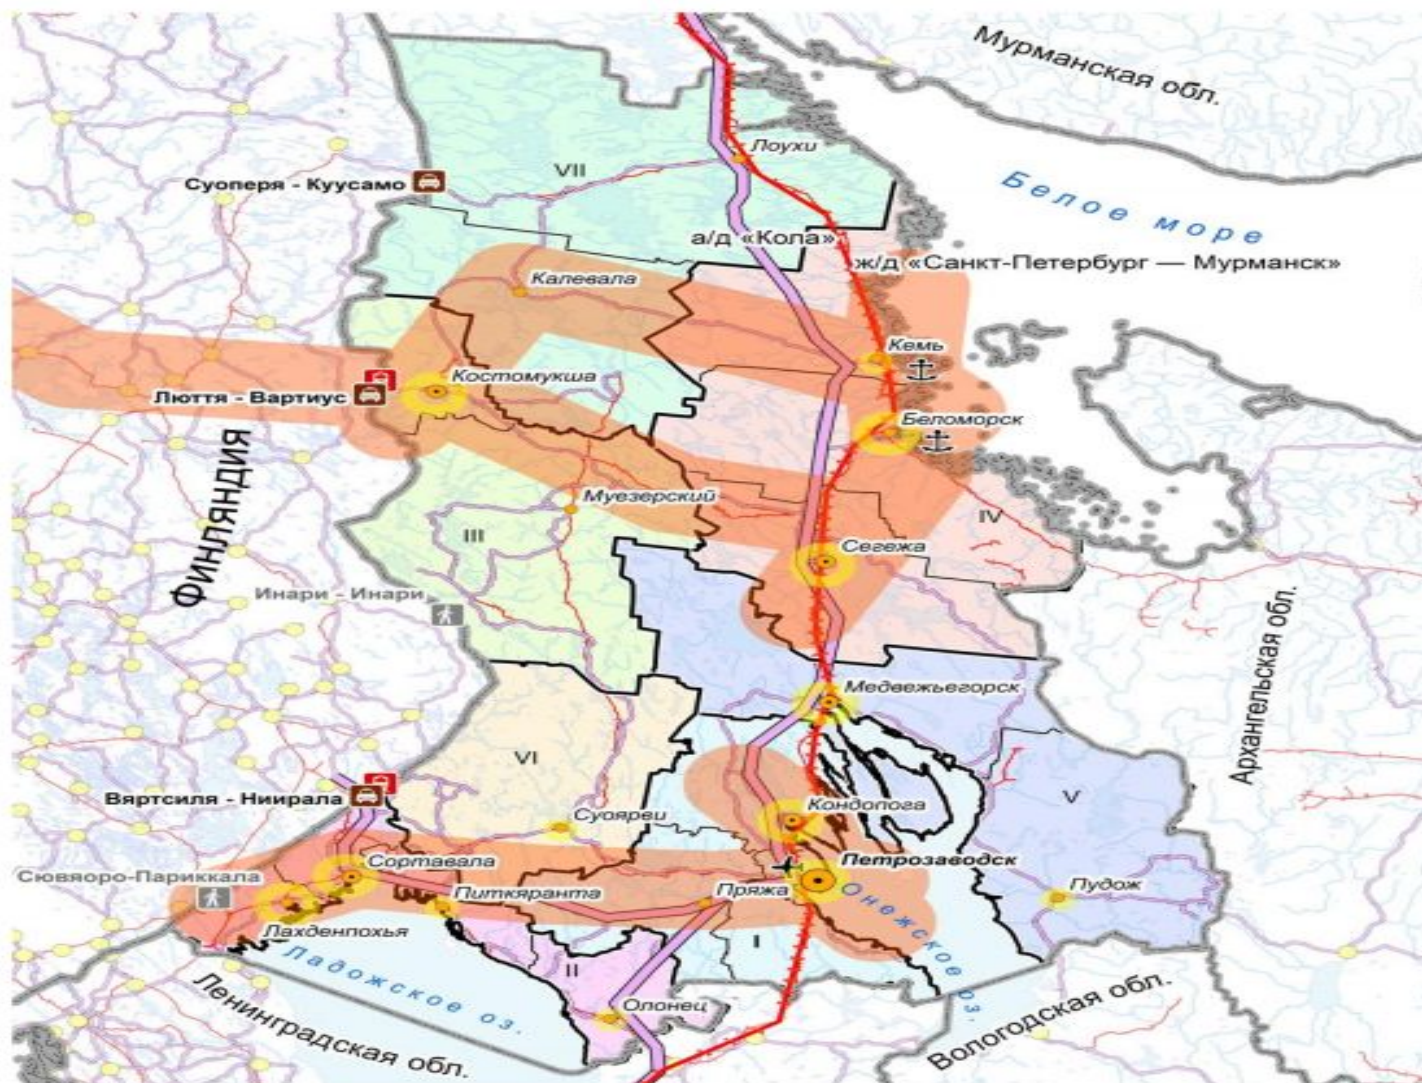 Мурманская обл.
Лоухи
VII
Суоперя - Куусамо
Белое море
а/д «Кола»
ж/д «Санкт-Петербург — Мурманск»
Калевала
Кемь
Костомукша
Люття - Вартиус
Беломорск
ФИНЛЯНДИЯ
Муезерский
IV
III
Сегежа
Инари - Инари
Архангельская обл.
Медвежьегорск
VI
V
Вяртсиля - Ниирала
Кондопога
Суоярви
Сортавала
Петрозаводск
Сювяоро-Париккала
Питкяранта
Пряжа
Пудож
Онежское оз.
Лахденпохья
I
Ладожское оз.
II
Олонец
Ленинградская обл.
Вологодская обл.